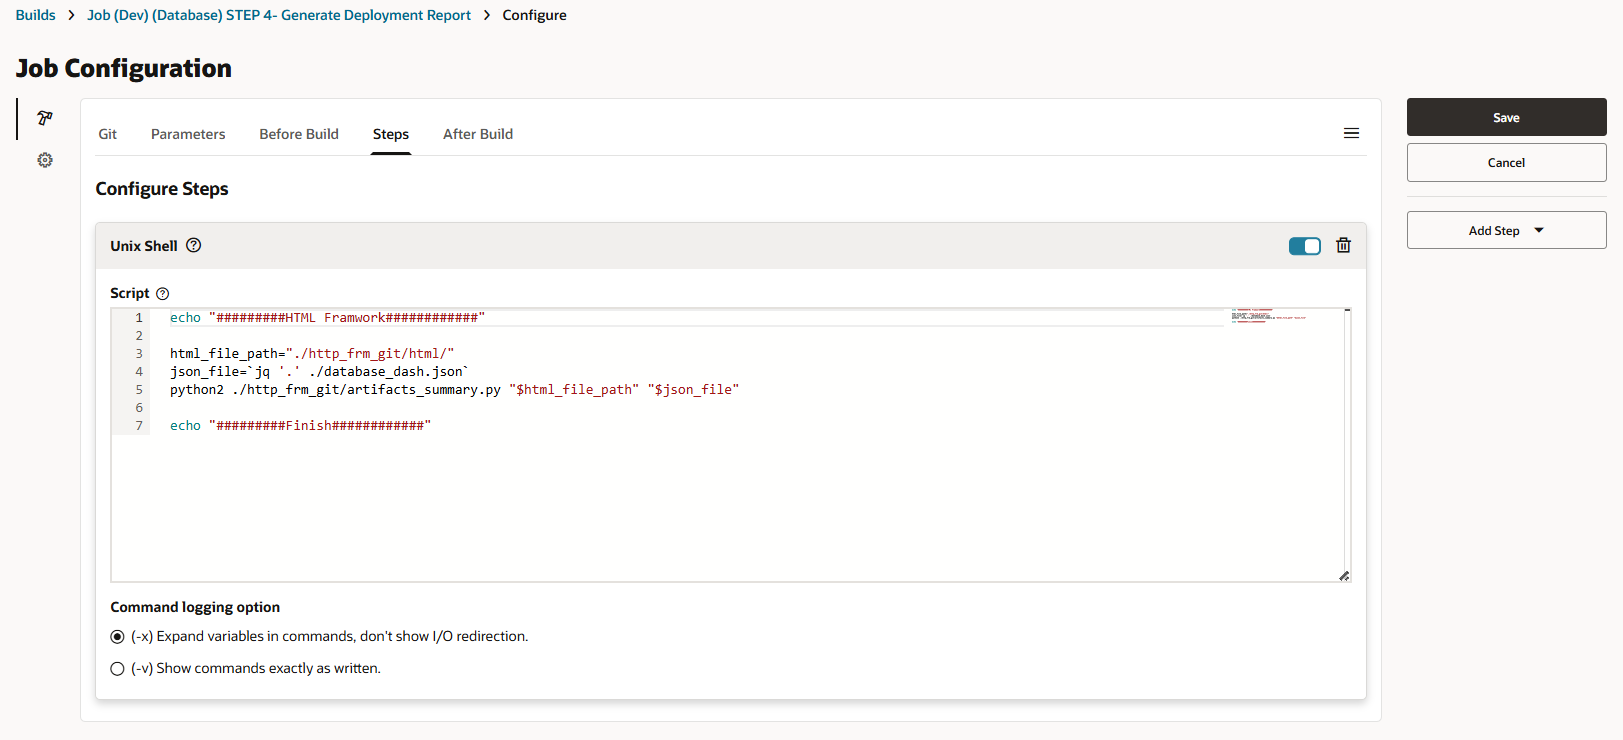 Builds > Job (Dev) (Database) STEP 4- Generate Deployment Report > Configure
Job Configuration
Git Parameters Before Build Steps After Build
Save
Cancel
Add Step
Configure Steps
Unix Shell
Script
1 echo "#########HTML Framwork############"
2
3 html_file_path="./http_frm_git/html/"
4 json_file=`jq '.' ./database_dash.json`
5 python2 ./http_frm_git/artifacts_summary.py "$html_file_path" "$json_file"
6
7 echo "#########Finish############"
Command logging option
(-x) Expand variables in commands, don't show I/O redirection.
(-v) Show commands exactly as written.